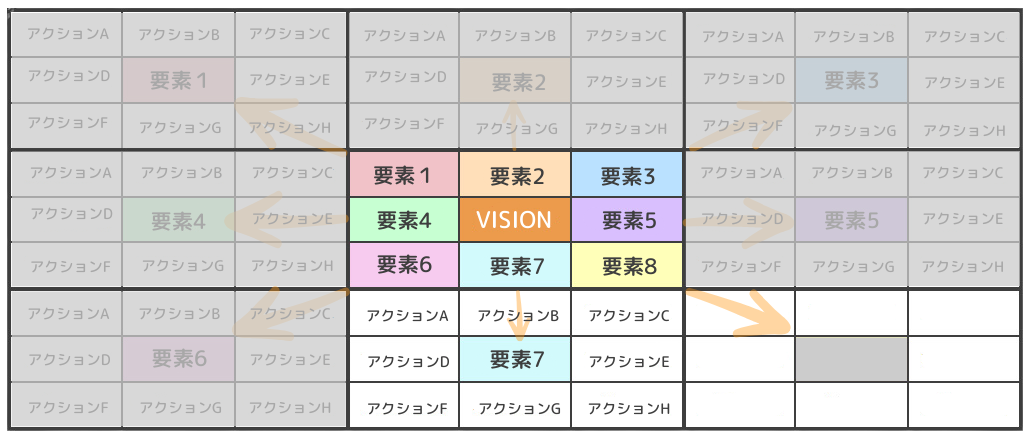 アクションA アクションB アクションC アクションA アクションB アクションC アクションA アクションB アクションC
アクションD 要素１ アクションE アクションD 要素2 アクションE アクションD 要素3 アクションE
アクションF アクションG アクションH アクションF アクションG アクションH アクションF アクションG アクションH
アクションA アクションB アクションC 要素１ 要素2 要素3 アクションA アクションB アクションC
アクションD 要素4 アクションE 要素4 VISION 要素5 アクションD 要素5 アクションE
アクションF アクションG アクションH 要素6 要素7 要素8 アクションF アクションG アクションH
アクションA アクションB アクションC アクションA アクションB アクションC
アクションD 要素6 アクションE アクションD 要素7 アクションE
アクションF アクションG アクションH アクションF アクションG アクションH